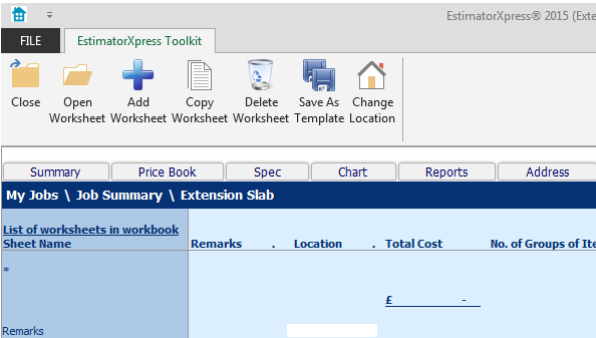 EstimatorXpress® 2015 (Exte
FILE EstimatorXpress Toolkit
Close Open Worksheet Add Worksheet Copy Worksheet Delete Worksheet Save As Template Change Location
Summary Price Book Spec Chart Reports Address
My Jobs \ Job Summary \ Extension Slab
List of worksheets in workbook
Sheet Name Remarks . Location . Total Cost No. of Groups of Ite
*
£ -
Remarks